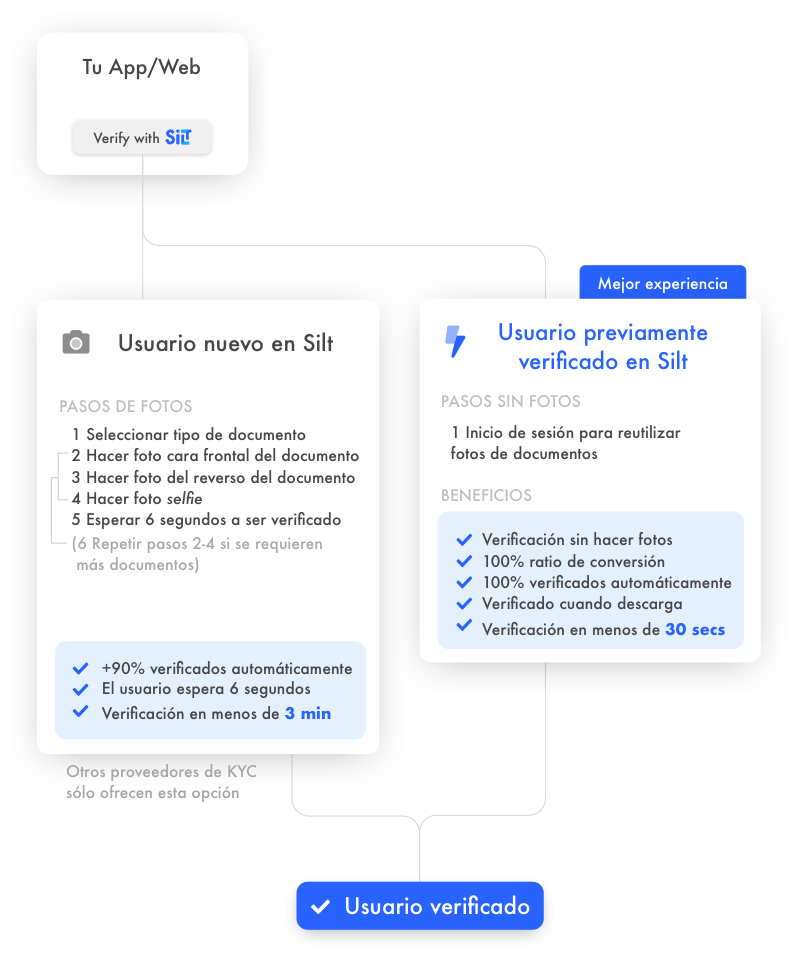 Tu App/Web
Verify with SiLT
Mejor experiencia
Usuario nuevo en Silt
PASOS DE FOTOS
1 Seleccionar tipo de documento
2 Hacer foto cara frontal del documento
3 Hacer foto del reverso del documento
4 Hacer foto selfie
5 Esperar 6 segundos a ser verificado
(6 Repetir pasos 2-4 si se requieren
más documentos)
+90% verificados automáticamente
El usuario espera 6 segundos
Verificación en menos de 3 min
Otros proveedores de KYC
sólo ofrecen esta opción
Usuario previamente
verificado en Silt
PASOS SIN FOTOS
1 Inicio de sesión para reutilizar
fotos de documentos
BENEFICIOS
Verificación sin hacer fotos
100% ratio de conversión
100% verificados automáticamente
Verificado cuando descarga
Verificación en menos de 30 secs
Usuario verificado